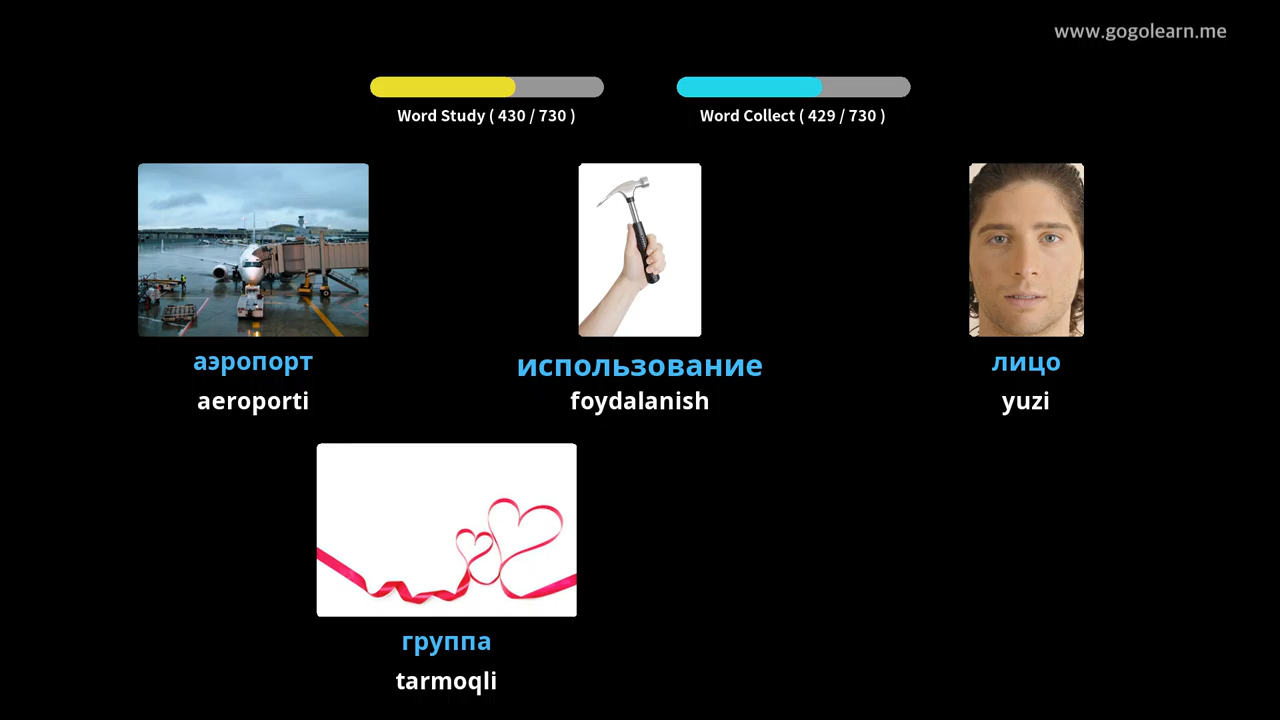 www.gogolearn.me
Word Study ( 430 / 730 )
Word Collect ( 429 / 730 )
аэропорт
aeroporti
использование
foydalanish
лицо
yuzi
группа
tarmoqli